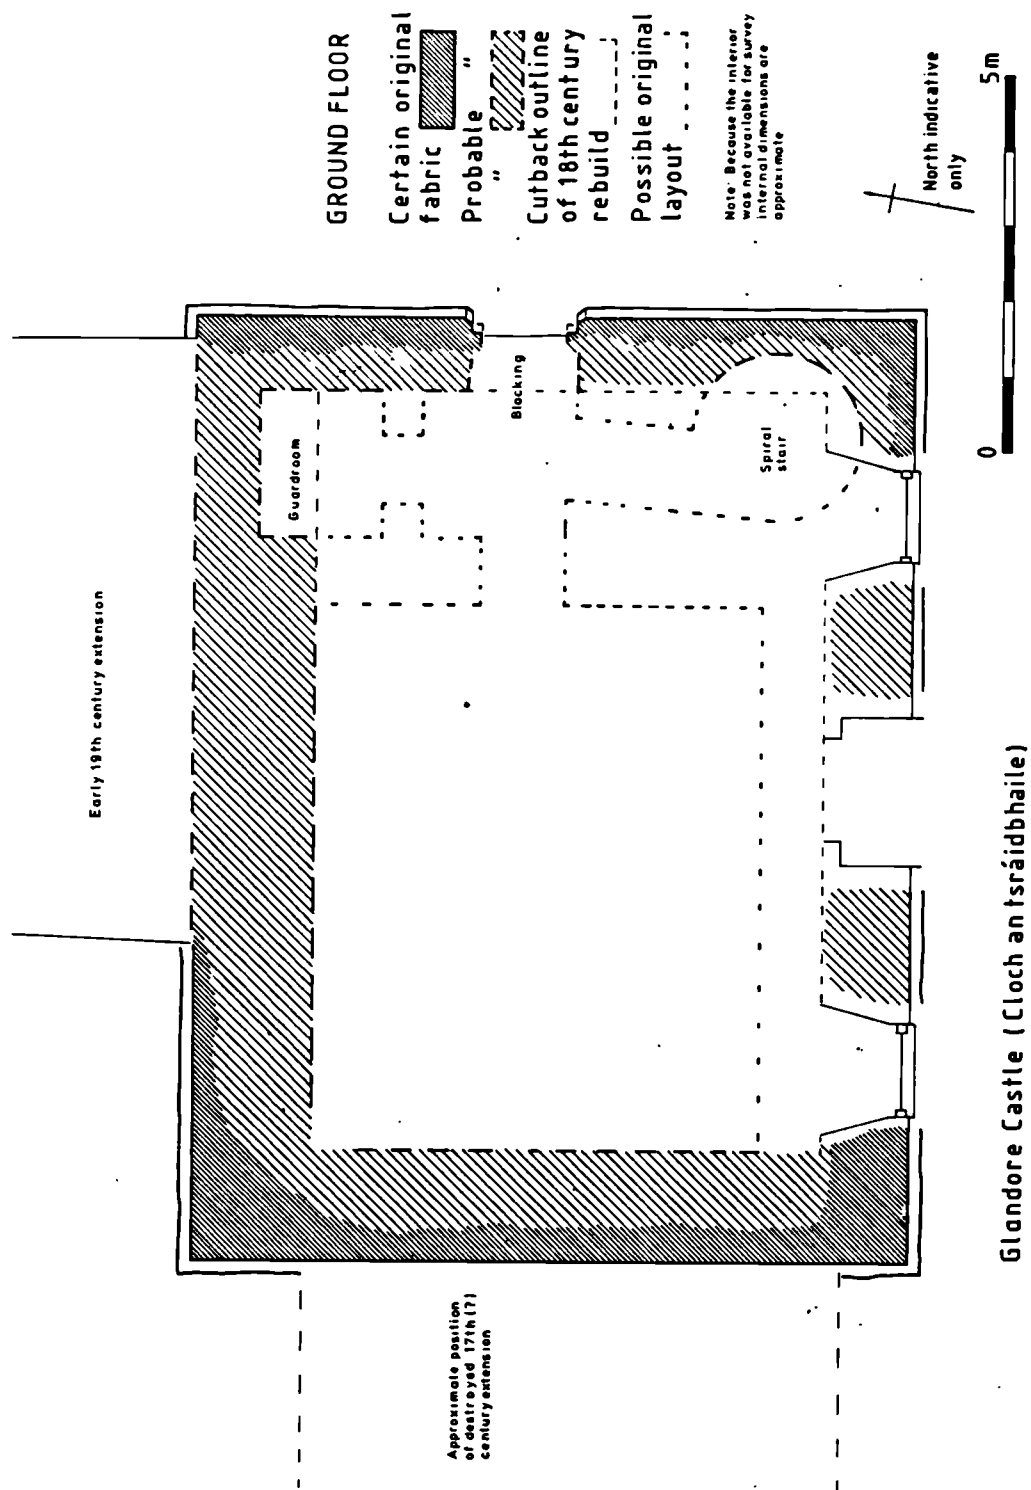 GROUND FLOOR
Certain original
fabric
Probable "
"
Cutback outline
of 18th century
rebuild
Possible original
layout
Note: Because the interior
was not available for survey
internal dimensions are
approximate
North indicative
only
0 5m
Early 19th century extension
Guardroom
Blocking
Spiral
stair
Approximate position
of destroyed 17th(?)
century extension
Glandore Castle (Cloch an tsráidbhaile)